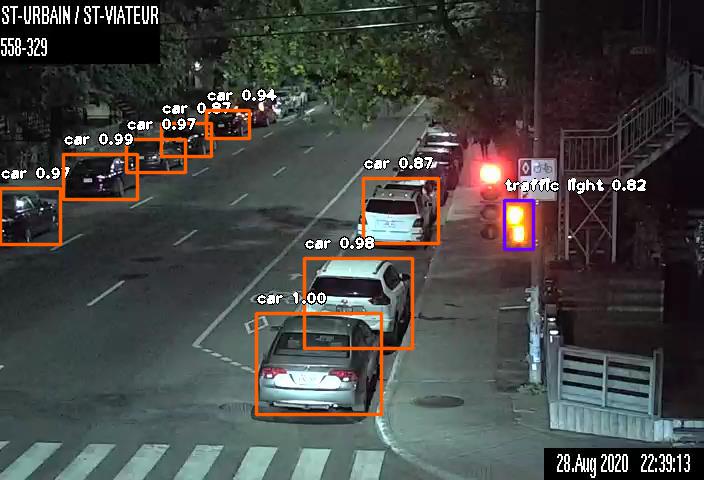 ST-URBAIN / ST-VIATEUR
558-329
car 0.94
car 0.87
car 0.97
car 0.99
car 0.97
car 0.87
traffic light 0.82
car 0.98
car 1.00
28.Aug 2020 22:39:13